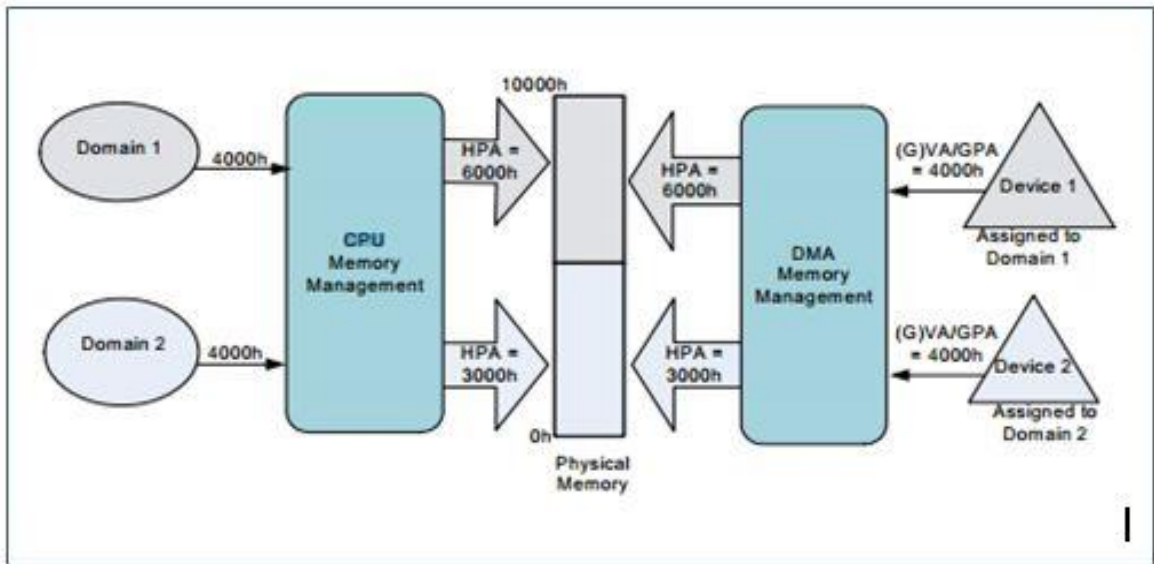 10000h
Domain 1
4000h
HPA =
6000h
CPU
Memory
Management
Domain 2
4000h
HPA =
3000h
0h
Physical
Memory
HPA =
6000h
HPA =
3000h
DMA
Memory
Management
(G)VA/GPA
= 4000h
Device 1
Assigned to
Domain 1
(G)VA/GPA
= 4000h
Device 2
Assigned to
Domain 2